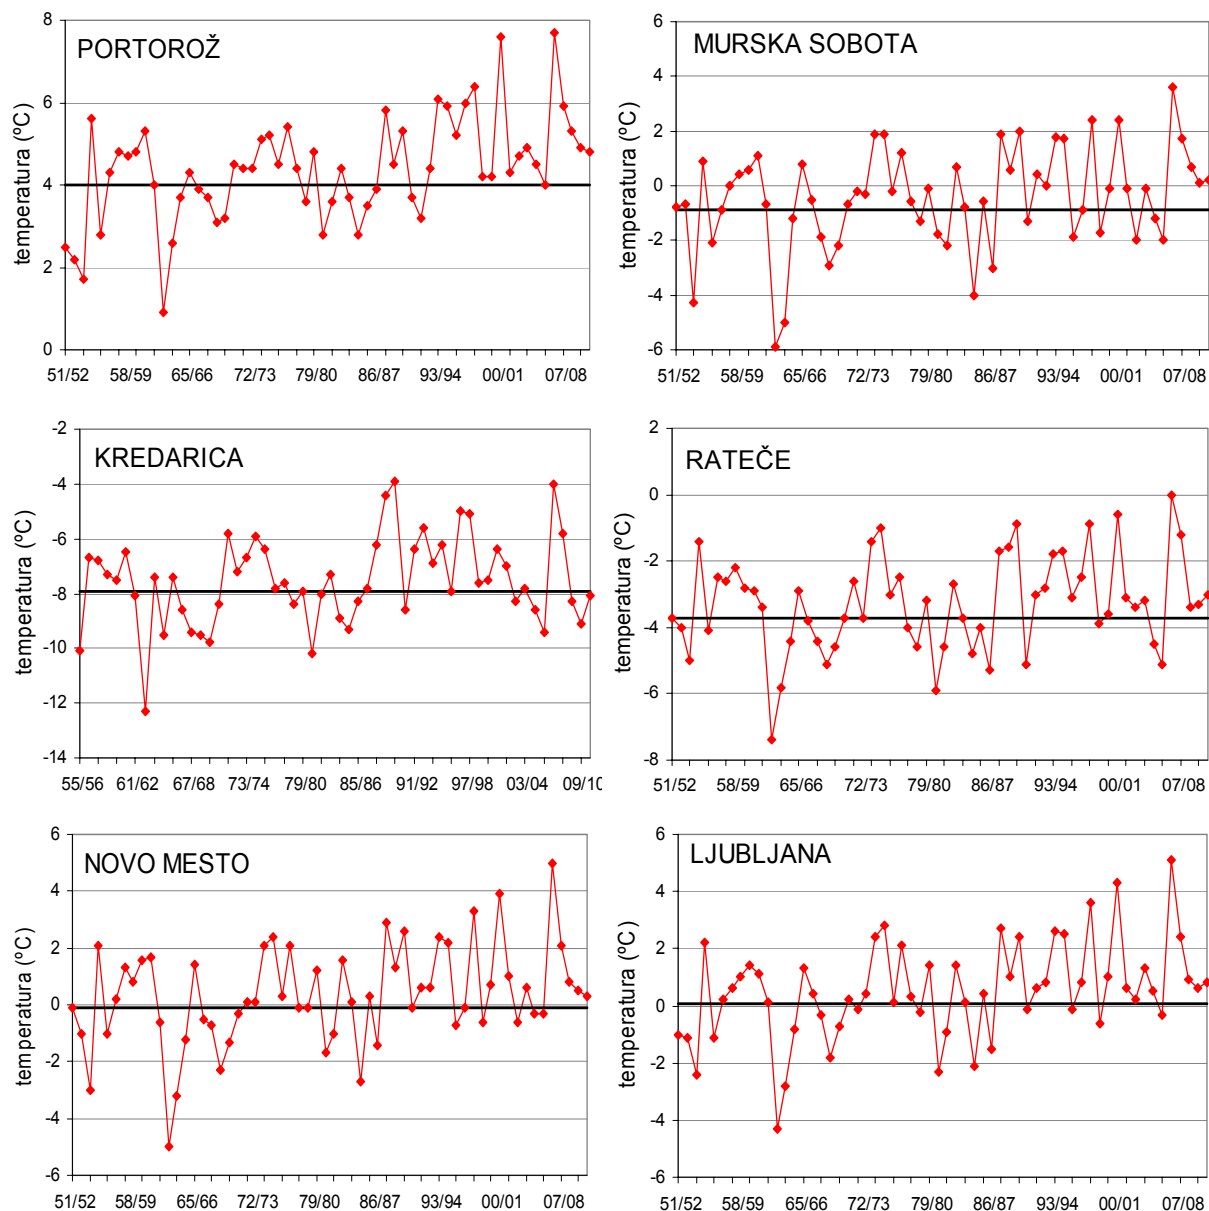 PORTOROŽ
temperatura (ºC)
8
6
4
2
0
51/52 58/59 65/66 72/73 79/80 86/87 93/94 00/01 07/08
MURSKA SOBOTA
temperatura (ºC)
6
4
2
0
-2
-4
-6
51/52 58/59 65/66 72/73 79/80 86/87 93/94 00/01 07/08
KREDARICA
temperatura (ºC)
-2
-4
-6
-8
-10
-12
-14
55/56 61/62 67/68 73/74 79/80 85/86 91/92 97/98 03/04 09/10
RATEČE
temperatura (ºC)
2
0
-2
-4
-6
-8
51/52 58/59 65/66 72/73 79/80 86/87 93/94 00/01 07/08
NOVO MESTO
temperatura (ºC)
6
4
2
0
-2
-4
-6
51/52 58/59 65/66 72/73 79/80 86/87 93/94 00/01 07/08
LJUBLJANA
temperatura (ºC)
6
4
2
0
-2
-4
-6
51/52 58/59 65/66 72/73 79/80 86/87 93/94 00/01 07/08